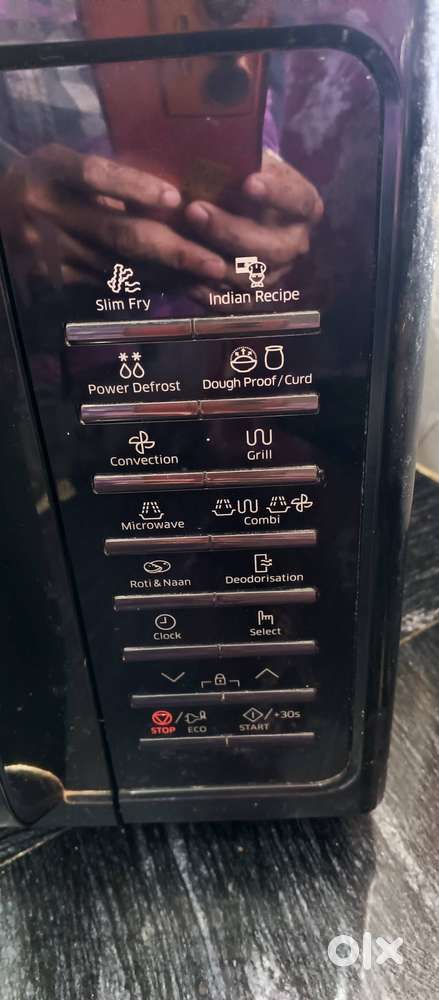 Slim Fry Indian Recipe
Power Defrost Dough Proof/Curd
Convection Grill
Microwave Combi
Roti & Naan Deodorisation
Clock Select
STOP / ECO START / +30s
olx